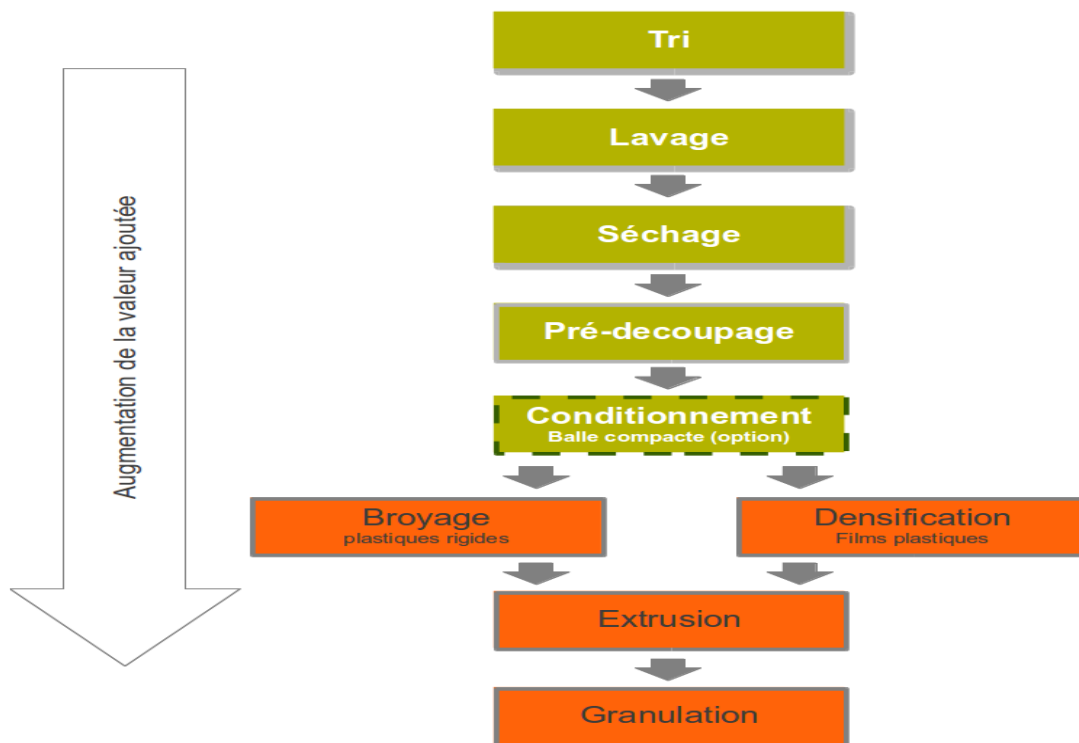 Augmentation de la valeur ajoutée
Tri
Lavage
Séchage
Pré-decoupage
Conditionnement
Balle compacte (option)
Broyage
plastiques rigides
Densification
Films plastiques
Extrusion
Granulation